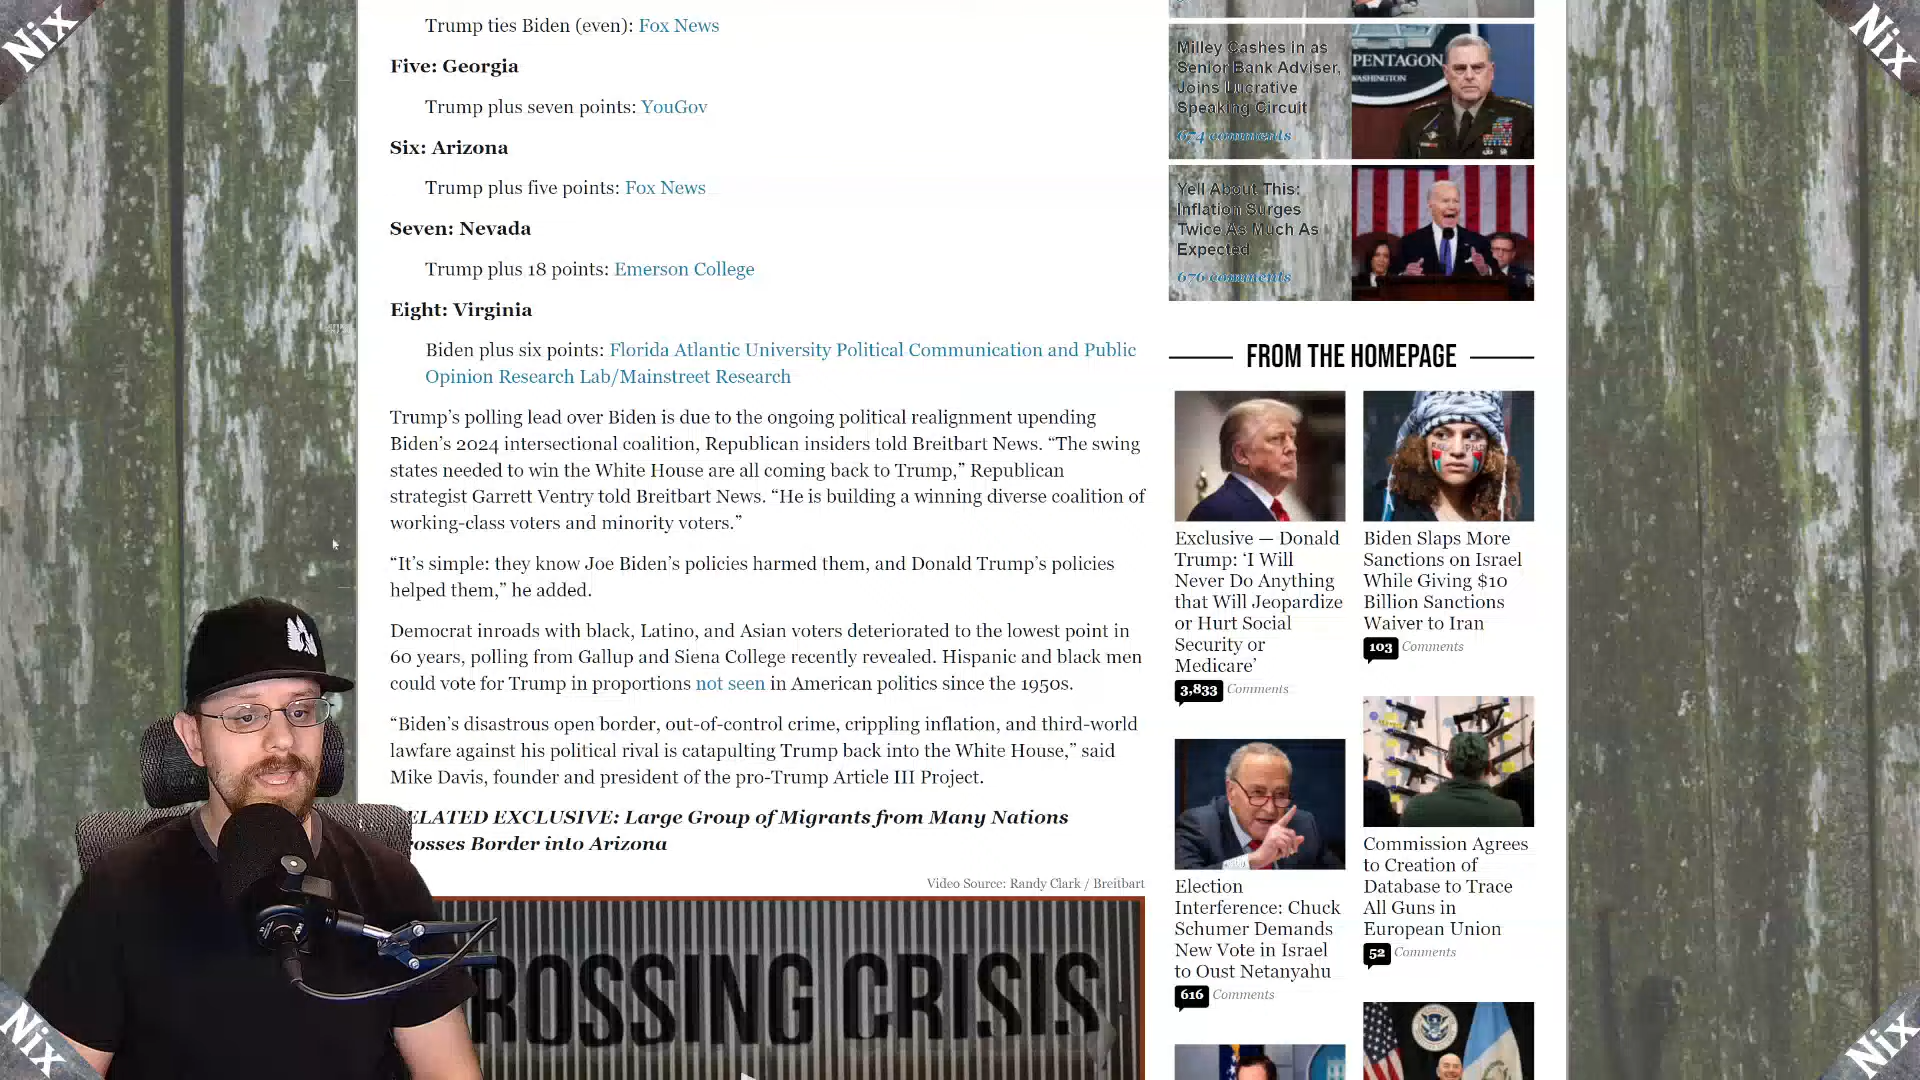 Nix
Nix
Trump ties Biden (even): Fox News
Five: Georgia
Trump plus seven points: YouGov
Six: Arizona
Trump plus five points: Fox News
Seven: Nevada
Trump plus 18 points: Emerson College
Eight: Virginia
Biden plus six points: Florida Atlantic University Political Communication and Public
Opinion Research Lab/Mainstreet Research
Trump’s polling lead over Biden is due to the ongoing political realignment upending
Biden’s 2024 intersectional coalition, Republican insiders told Breitbart News. “The swing
states needed to win the White House are all coming back to Trump,” Republican
strategist Garrett Ventry told Breitbart News. “He is building a winning diverse coalition of
working-class voters and minority voters.”
“It’s simple: they know Joe Biden’s policies harmed them, and Donald Trump’s policies
helped them,” he added.
Democrat inroads with black, Latino, and Asian voters deteriorated to the lowest point in
60 years, polling from Gallup and Siena College recently revealed. Hispanic and black men
could vote for Trump in proportions not seen in American politics since the 1950s.
“Biden’s disastrous open border, out-of-control crime, crippling inflation, and third-world
lawfare against his political rival is catapulting Trump back into the White House,” said
Mike Davis, founder and president of the pro-Trump Article III Project.
ELATED EXCLUSIVE: Large Group of Migrants from Many Nations
rosses Border into Arizona
Video Source: Randy Clark / Breitbart
ROSSING CRISIS
Milley Cashes in as
Senior Bank Adviser,
Joins Lucrative
Speaking Circuit
674 comments
PENTAGON
WASHINGTON
Yell About This:
Inflation Surges
Twice As Much As
Expected
676 comments
FROM THE HOMEPAGE
Exclusive — Donald
Trump: ‘I Will
Never Do Anything
that Will Jeopardize
or Hurt Social
Security or
Medicare’
3,833 Comments
Biden Slaps More
Sanctions on Israel
While Giving $10
Billion Sanctions
Waiver to Iran
103 Comments
Election
Interference: Chuck
Schumer Demands
New Vote in Israel
to Oust Netanyahu
616 Comments
Commission Agrees
to Creation of
Database to Trace
All Guns in
European Union
52 Comments
Nix
Nix